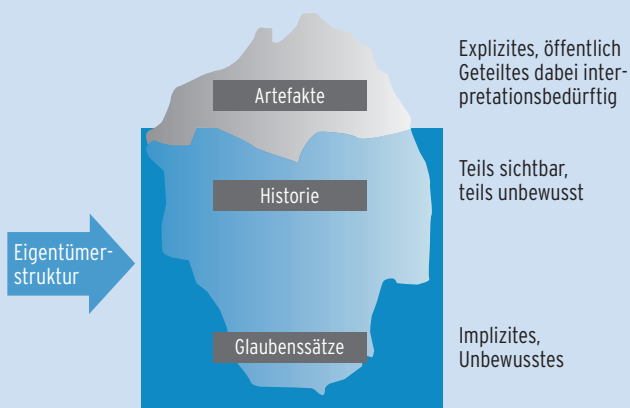 Artefakte
Explizites, öffentlich
Geteiltes dabei inter-
pretationsbedürftig
Historie
Teils sichtbar,
teils unbewusst
Eigentümer-
struktur
Glaubenssätze
Implizites,
Unbewusstes